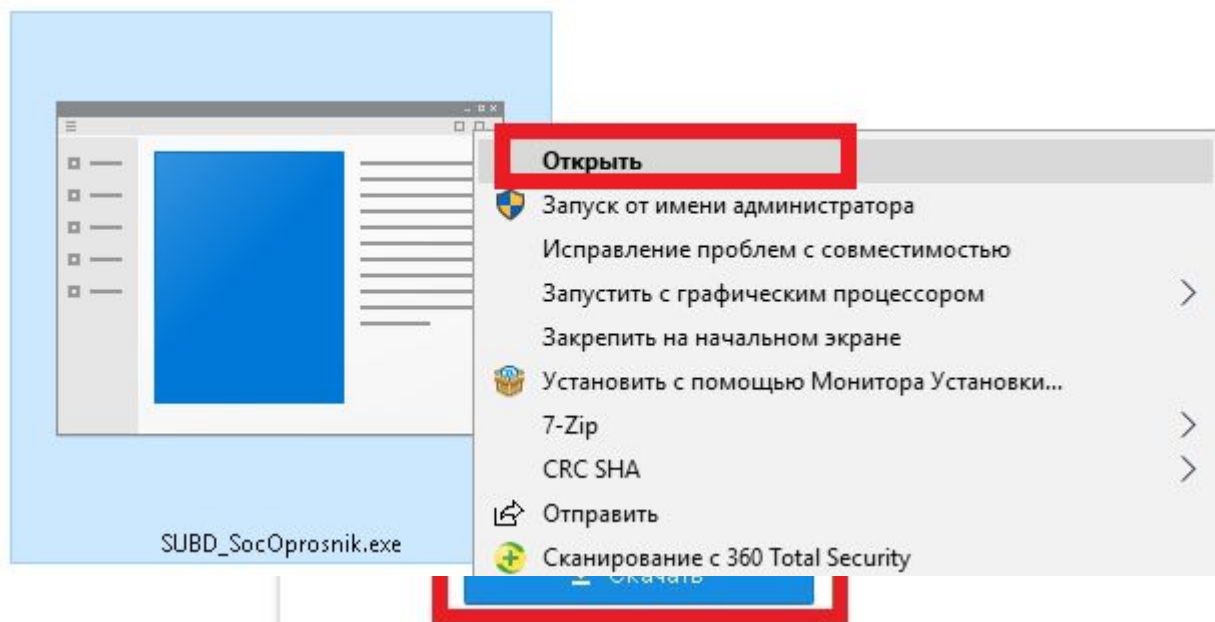 Открыть
Запуск от имени администратора
Исправление проблем с совместимостью
Запустить с графическим процессором
Закрепить на начальном экране
Установить с помощью Монитора Установки...
7-Zip
CRC SHA
Отправить
Сканирование с 360 Total Security
SUBD_SocOprosnik.exe
Скачать